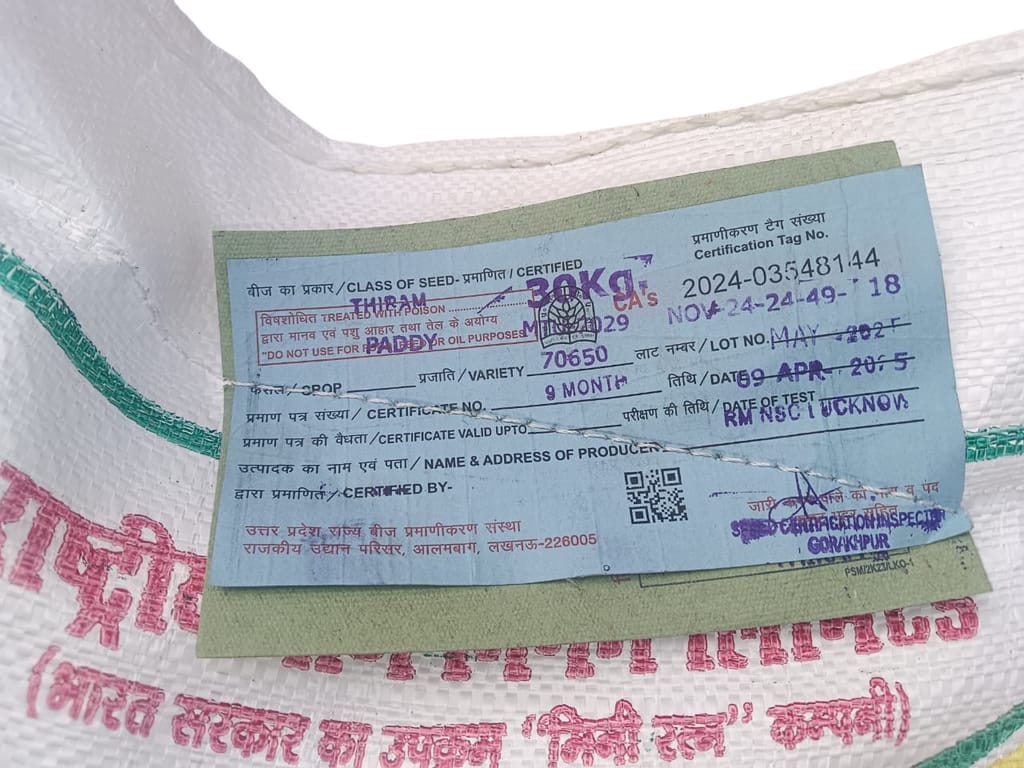 प्रमाणीकरण टैग संख्या
Certification Tag No.
2024-03548144
बीज का प्रकार/CLASS OF SEED- प्रमाणित/CERTIFIED
THIRAM
30KG.
CA's
NOV-24-24-49- 18
विषशोधित TREATED WITH POISON
द्वारा मानव एवं पशु आहार तथा तेल के अयोग्य
"DO NOT USE FOR OR OIL PURPOSES
PADDY
फसल/CROP
प्रजाति/VARIETY
70650
लाट नम्बर/LOT NO.
MAY
प्रमाण पत्र संख्या/CERTIFICATE NO.
9 MONTH
तिथि/DATE
09 APR-
प्रमाण पत्र की वैधता/CERTIFICATE VALID UPTO
परीक्षण की तिथि/DATE OF TEST
RM NSC LUCKNOW
उत्पादक का नाम एवं पता/NAME & ADDRESS OF PRODUCER
द्वारा प्रमाणित/CERTIFIED BY-
उत्तर प्रदेश राज्य बीज प्रमाणीकरण संस्था
राजकीय उद्यान परिसर, आलमबाग, लखनऊ-226005
SEED CERTIFICATION INSPECTOR
GORAKHPUR
PSM/2K23/LKO-1
(भारत सरकार का उपक्रम "मिनी रत्न" कम्पनी)